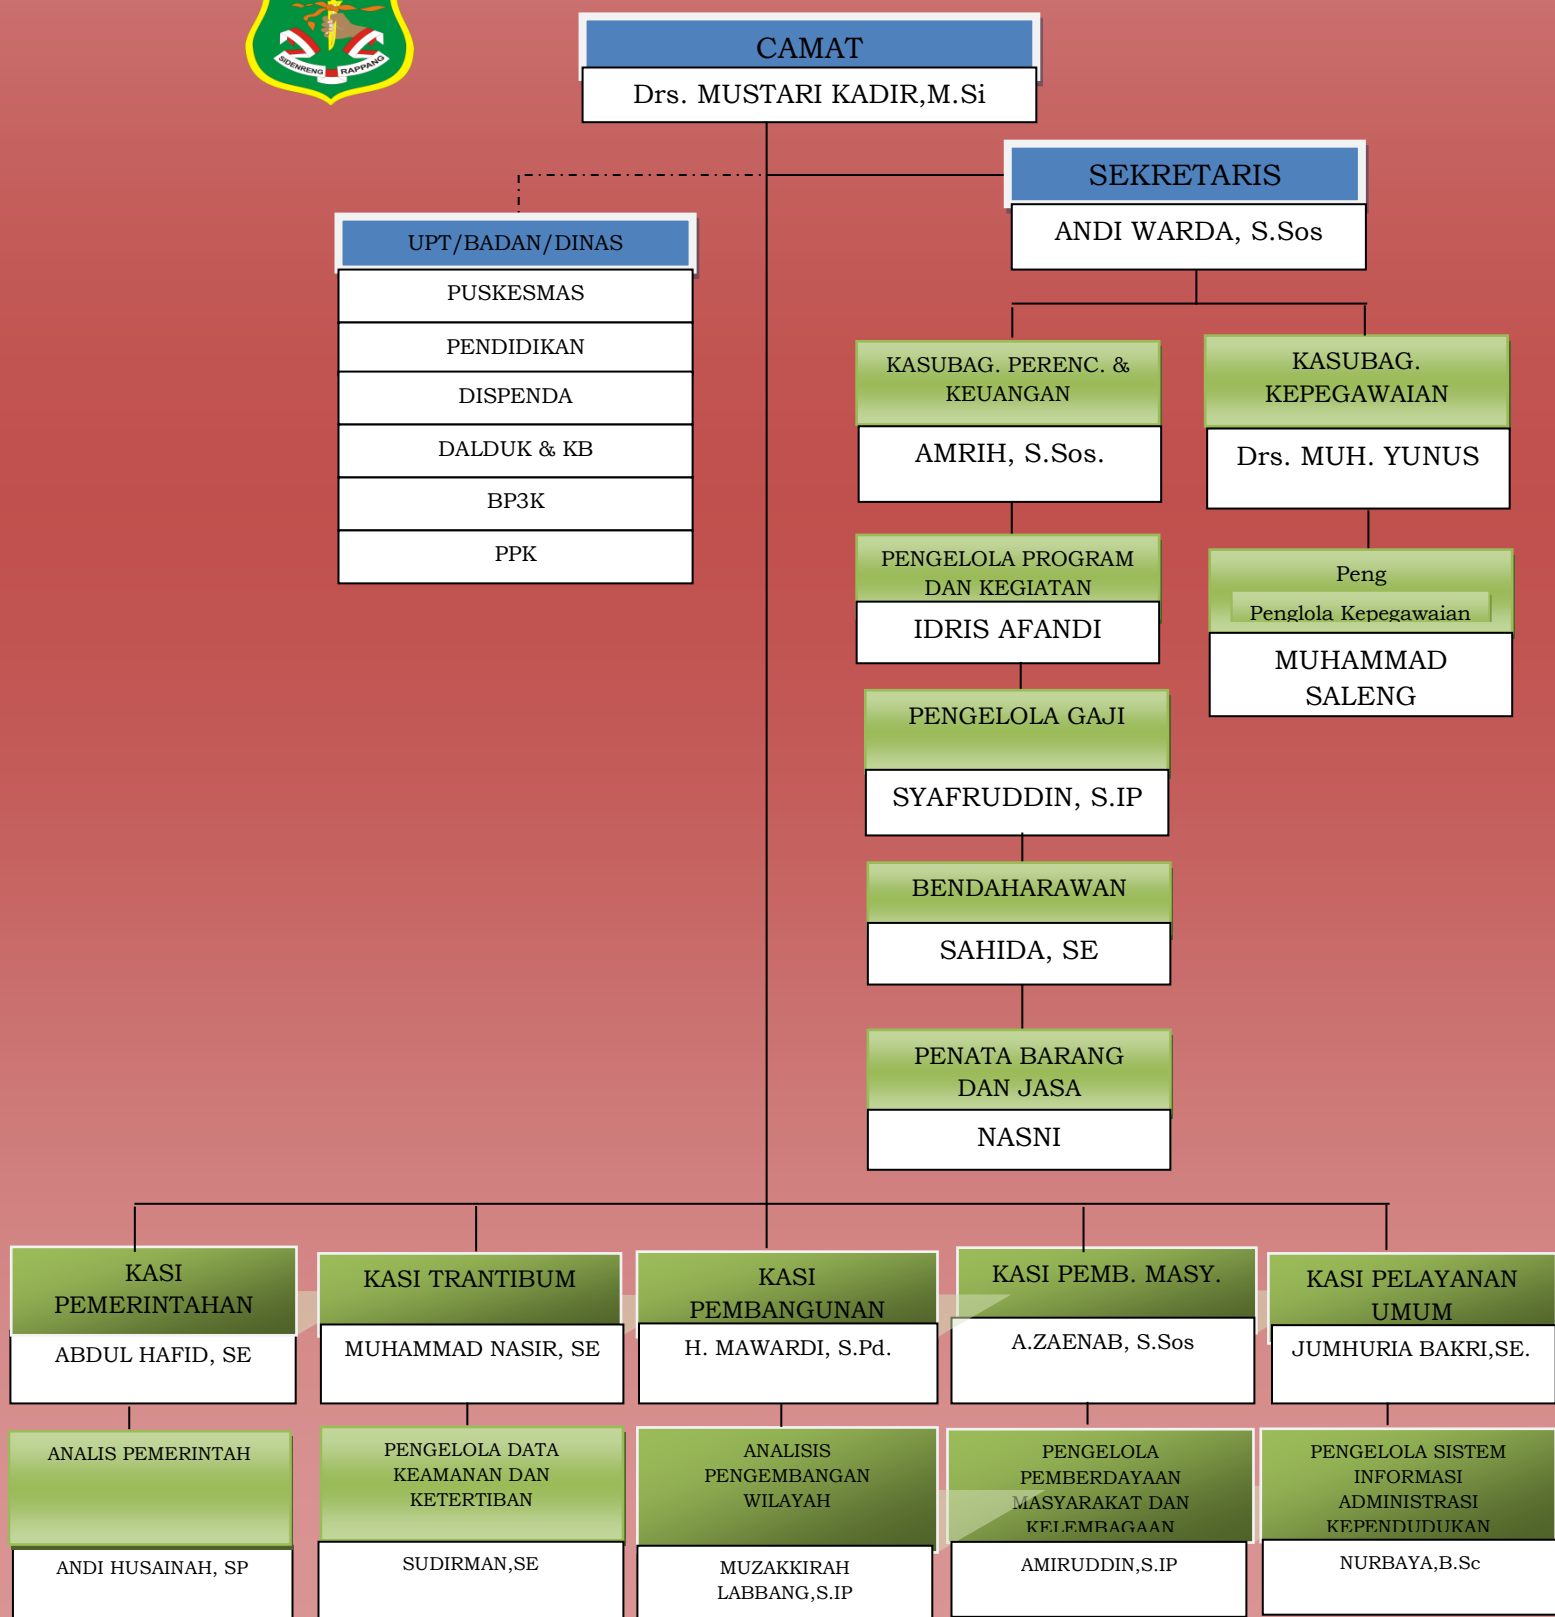 SIDENRENG RAPPANG
CAMAT
Drs. MUSTARI KADIR,M.Si
SEKRETARIS
ANDI WARDA, S.Sos
UPT/BADAN/DINAS
PUSKESMAS
PENDIDIKAN
DISPENDA
DALDUK & KB
BP3K
PPK
KASUBAG. PERENC. &
KEUANGAN
AMRIH, S.Sos.
KASUBAG.
KEPEGAWAIAN
Drs. MUH. YUNUS
PENGELOLA PROGRAM
DAN KEGIATAN
IDRIS AFANDI
Peng
Penglola Kepegawaian
MUHAMMAD
SALENG
PENGELOLA GAJI
SYAFRUDDIN, S.IP
BENDAHARAWAN
SAHIDA, SE
PENATA BARANG
DAN JASA
NASNI
KASI
PEMERINTAHAN
ABDUL HAFID, SE
KASI TRANTIBUM
MUHAMMAD NASIR, SE
KASI
PEMBANGUNAN
H. MAWARDI, S.Pd.
KASI PEMB. MASY.
A.ZAENAB, S.Sos
KASI PELAYANAN
UMUM
JUMHURIA BAKRI,SE.
ANALIS PEMERINTAH
ANDI HUSAINAH, SP
PENGELOLA DATA
KEAMANAN DAN
KETERTIBAN
SUDIRMAN,SE
ANALISIS
PENGEMBANGAN
WILAYAH
MUZAKKIRAH
LABBANG,S.IP
PENGELOLA
PEMBERDAYAAN
MASYARAKAT DAN
KELEMBAGAAN
AMIRUDDIN,S.IP
PENGELOLA SISTEM
INFORMASI
ADMINISTRASI
KEPENDUDUKAN
NURBAYA,B.Sc